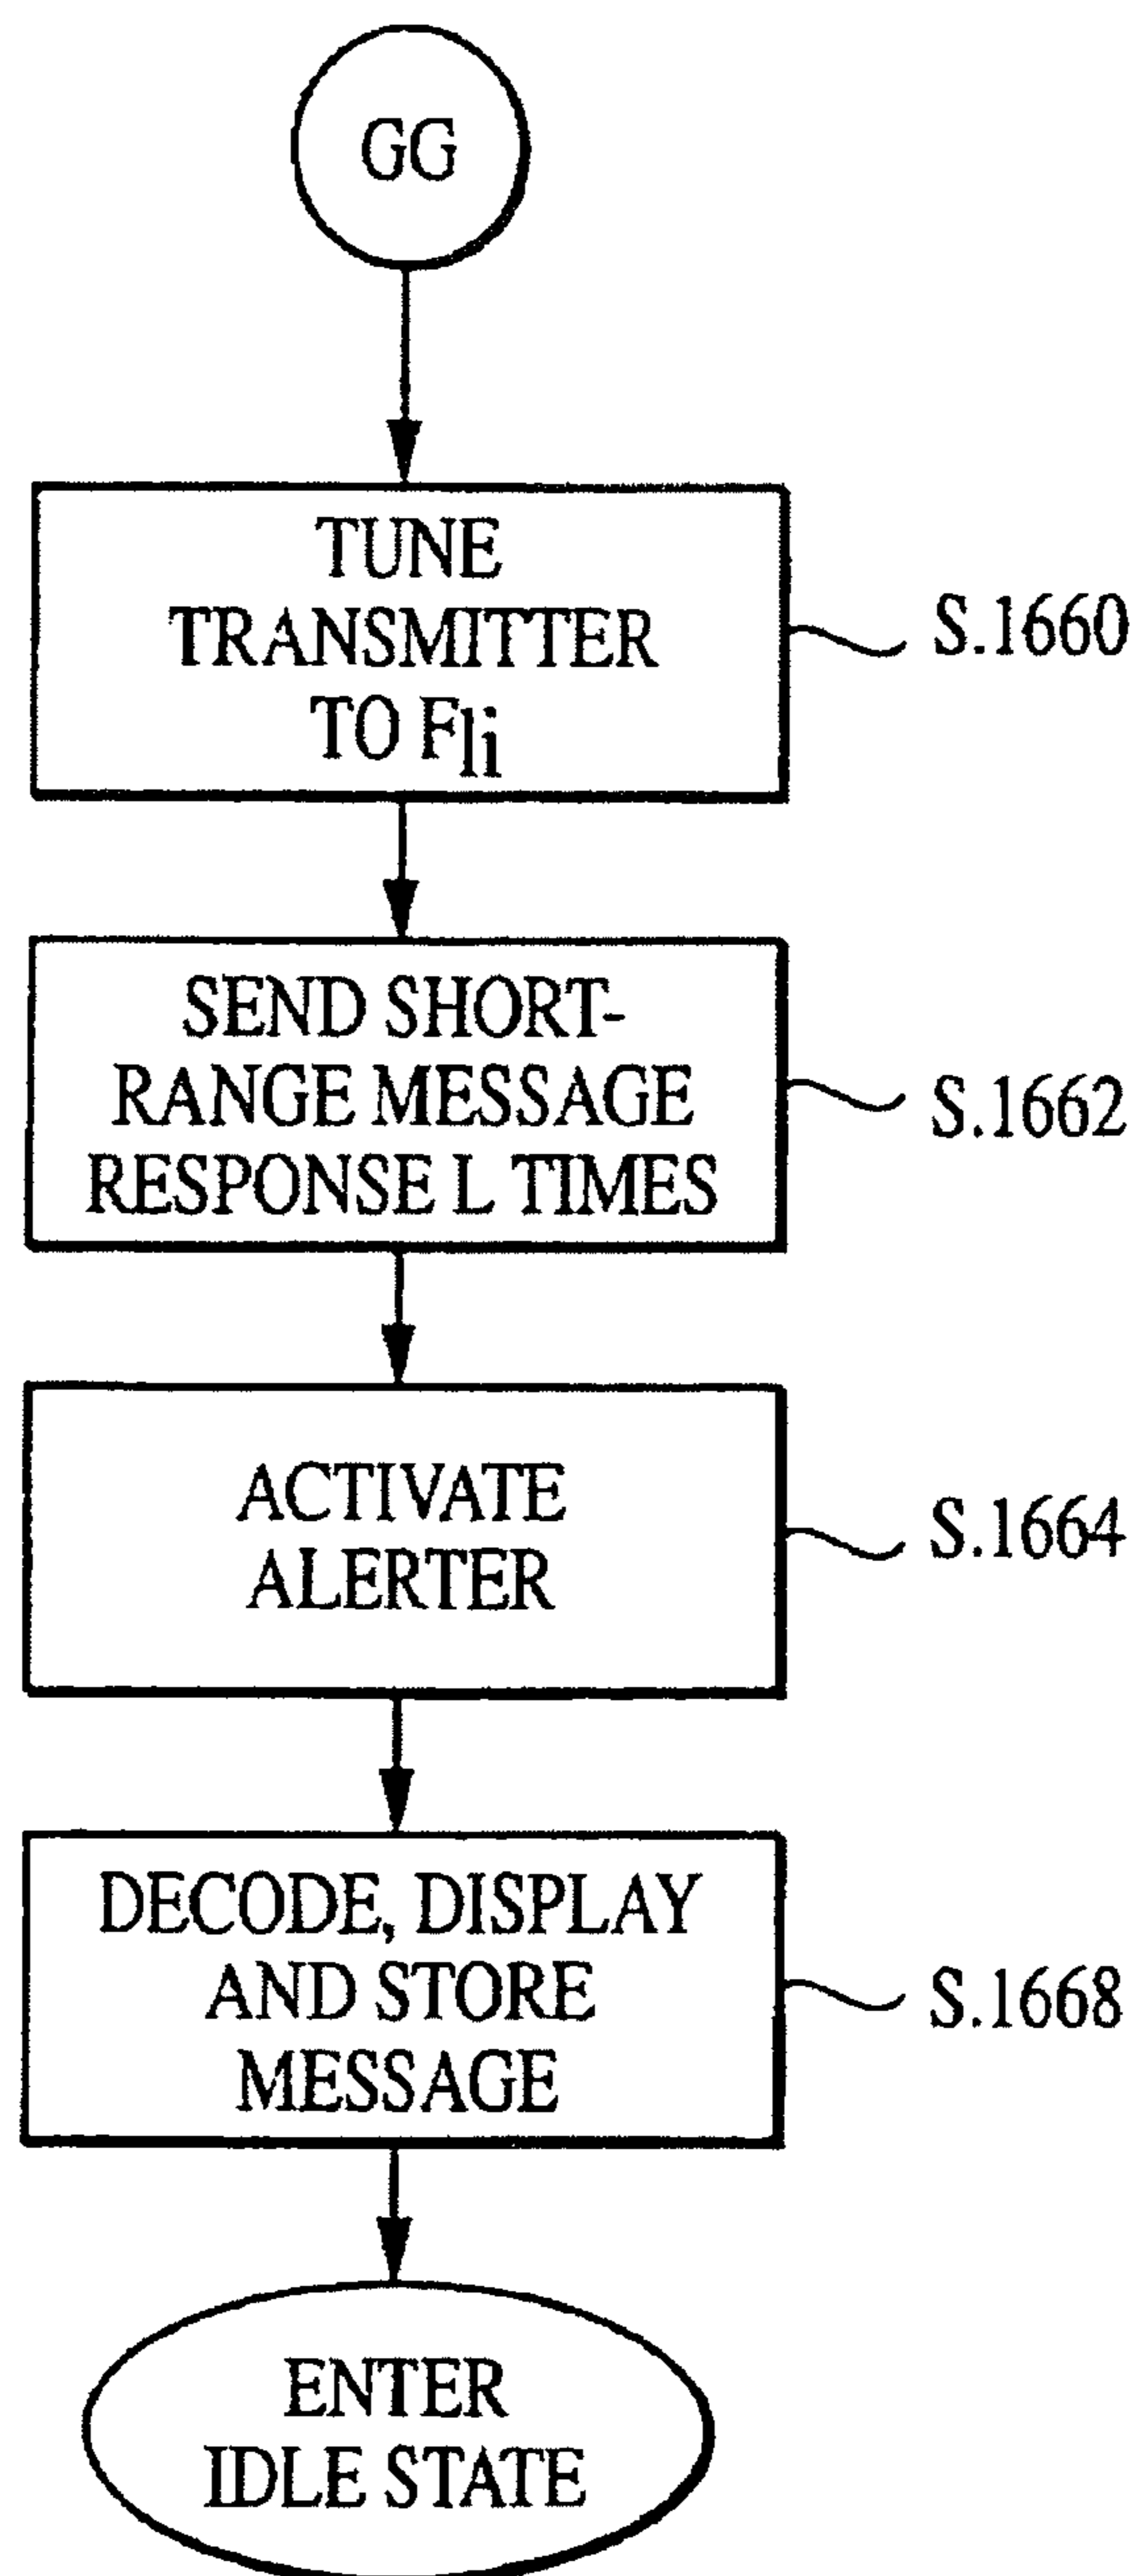 GG
TUNE
TRANSMITTER
TO Fli
S.1660
SEND SHORT-
RANGE MESSAGE
RESPONSE L TIMES
S.1662
ACTIVATE
ALERTER
S.1664
DECODE, DISPLAY
AND STORE
MESSAGE
S.1668
ENTER
IDLE STATE